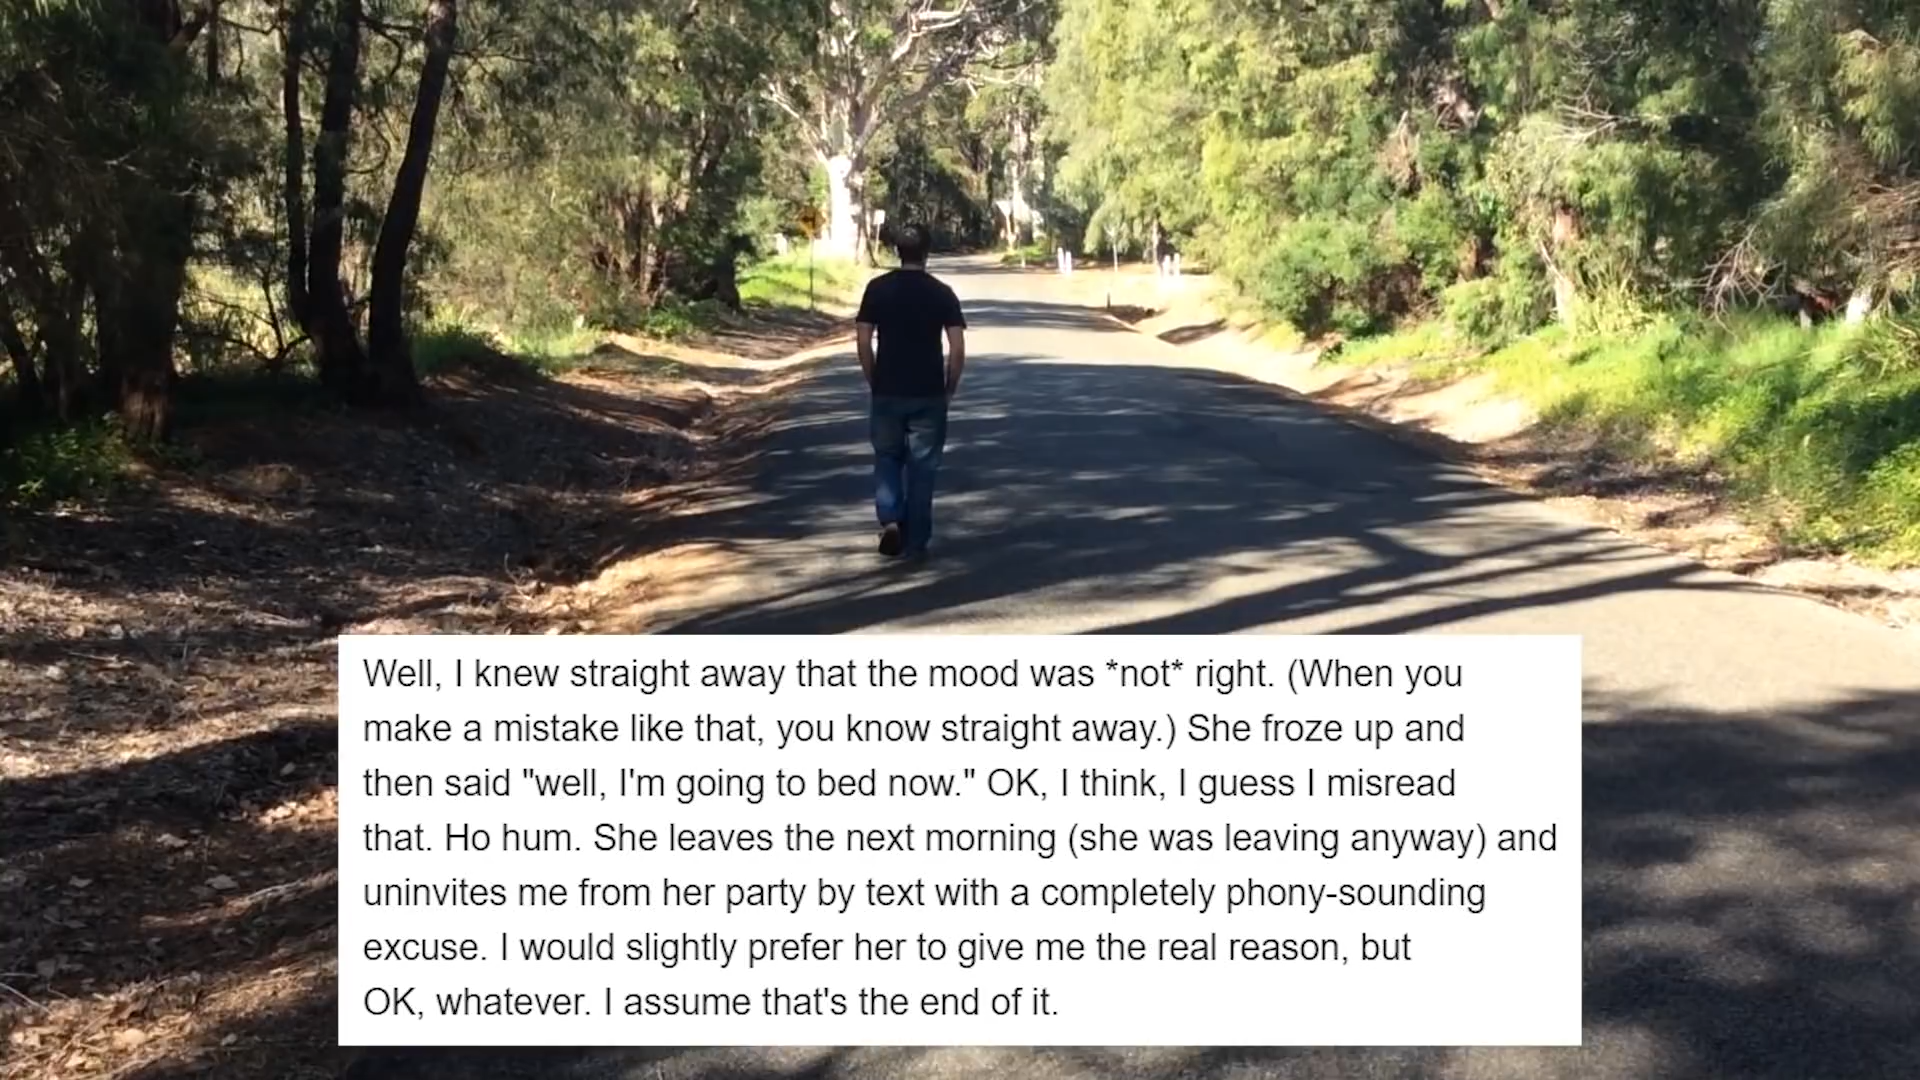 Well, I knew straight away that the mood was *not* right. (When you
make a mistake like that, you know straight away.) She froze up and
then said "well, I'm going to bed now." OK, I think, I guess I misread
that. Ho hum. She leaves the next morning (she was leaving anyway) and
uninvites me from her party by text with a completely phony-sounding
excuse. I would slightly prefer her to give me the real reason, but
OK, whatever. I assume that's the end of it.